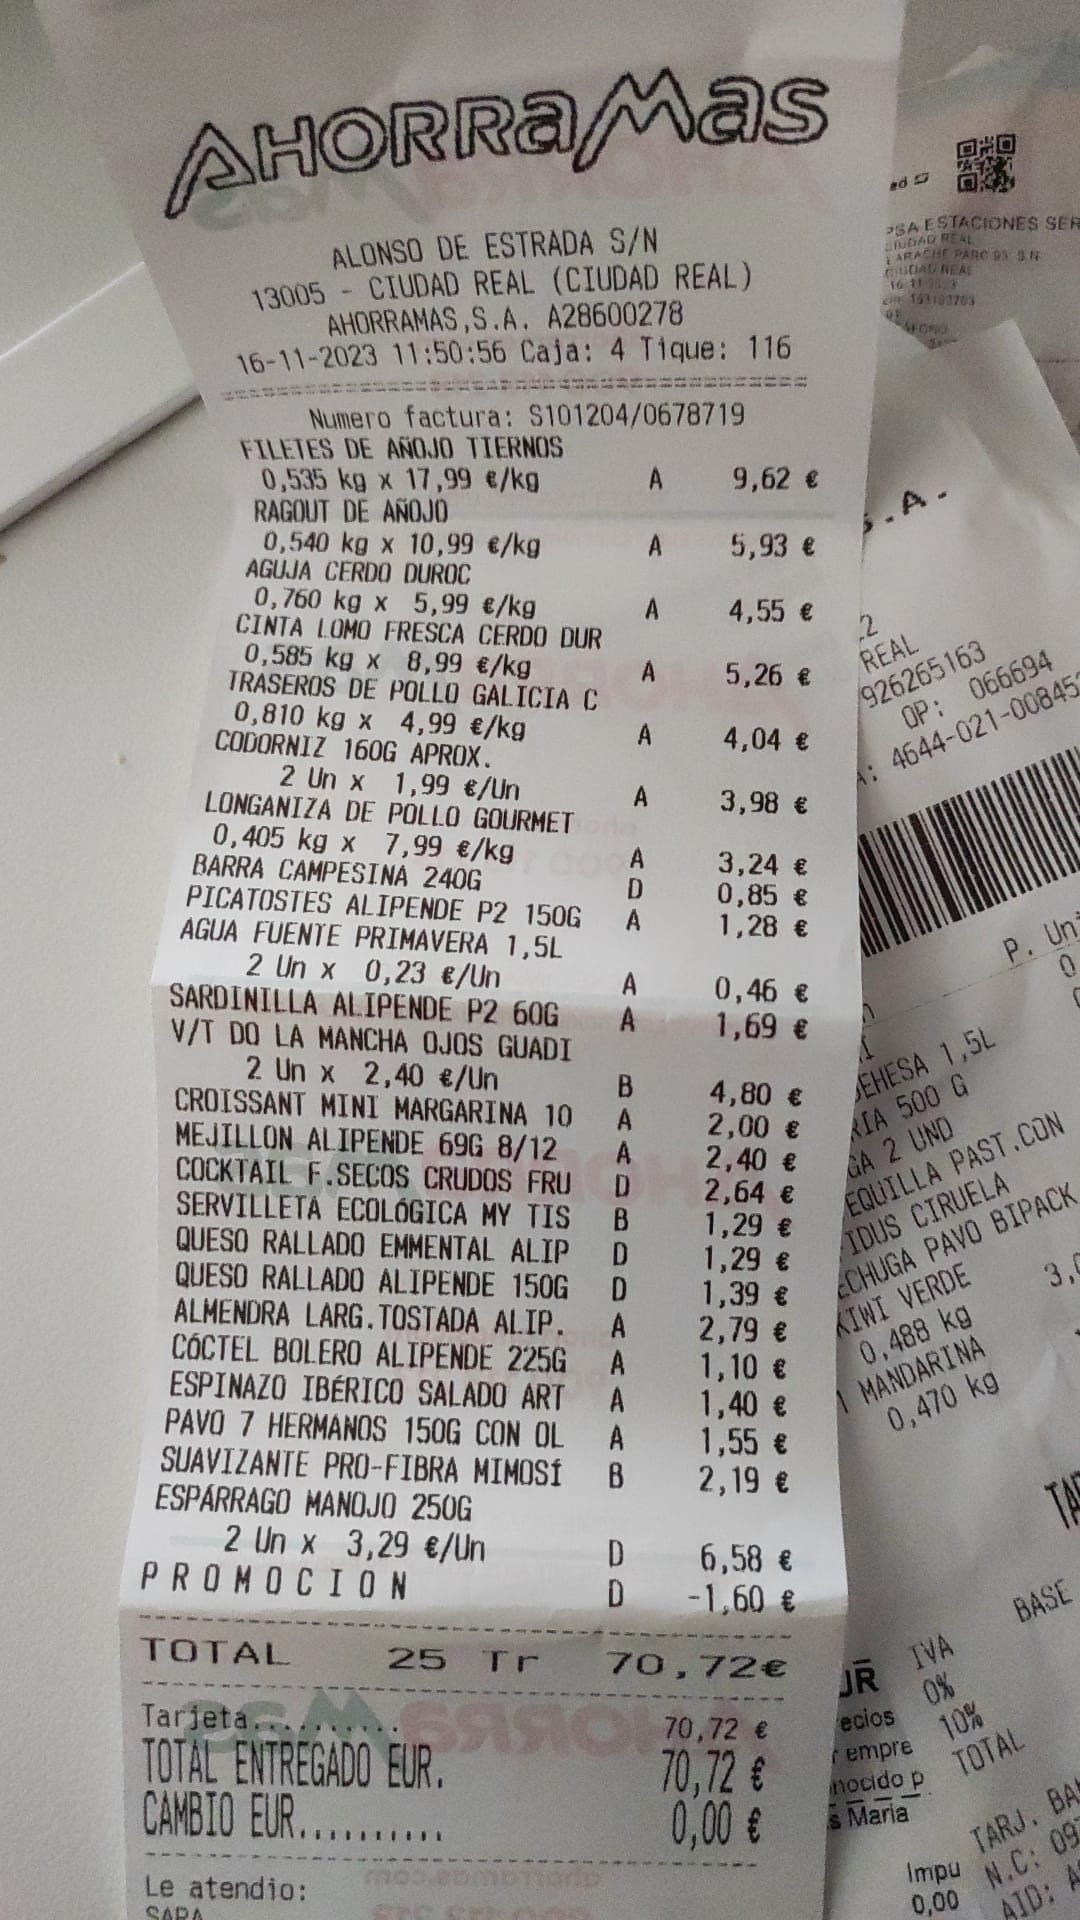 AHORRAMAS
ALONSO DE ESTRADA S/N
13005 - CIUDAD REAL (CIUDAD REAL)
AHORRAMAS,S.A. A28600278
16-11-2023 11:50:56 Caja: 4 Tique: 116
Numero factura: S101204/0678719
FILETES DE AÑOJO TIERNOS
0,535 kg x 17,99 €/kg A 9,62 €
RAGOUT DE AÑOJO
0,540 kg x 10,99 €/kg A 5,93 €
AGUJA CERDO DUROC
0,760 kg x 5,99 €/kg A 4,55 €
CINTA LOMO FRESCA CERDO DUR
0,585 kg x 8,99 €/kg A 5,26 €
TRASEROS DE POLLO GALICIA C
0,810 kg x 4,99 €/kg A 4,04 €
CODORNIZ 160G APROX.
2 Un x 1,99 €/Un A 3,98 €
LONGANIZA DE POLLO GOURMET
0,405 kg x 7,99 €/kg A 3,24 €
BARRA CAMPESINA 240G D 0,85 €
PICATOSTES ALIPENDE P2 150G A 1,28 €
AGUA FUENTE PRIMAVERA 1,5L
2 Un x 0,23 €/Un A 0,46 €
SARDINILLA ALIPENDE P2 60G A 1,69 €
V/T DO LA MANCHA OJOS GUADI
2 Un x 2,40 €/Un B 4,80 €
CROISSANT MINI MARGARINA 10 A 2,00 €
MEJILLON ALIPENDE 69G 8/12 A 2,40 €
COCKTAIL F.SECOS CRUDOS FRU D 2,64 €
SERVILLETA ECOLÓGICA MY TIS B 1,29 €
QUESO RALLADO EMMENTAL ALIP D 1,29 €
QUESO RALLADO ALIPENDE 150G D 1,39 €
ALMENDRA LARG.TOSTADA ALIP. A 2,79 €
CÓCTEL BOLERO ALIPENDE 225G A 1,10 €
ESPINAZO IBÉRICO SALADO ART A 1,40 €
PAVO 7 HERMANOS 150G CON OL A 1,55 €
SUAVIZANTE PRO-FIBRA MIMOSÍ B 2,19 €
ESPÁRRAGO MANOJO 250G
2 Un x 3,29 €/Un D 6,58 €
PROMOCION D -1,60 €
TOTAL 25 Tr 70,72€
Tarjeta.......... 70,72 €
TOTAL ENTREGADO EUR. 70,72 €
CAMBIO EUR.......... 0,00 €
Le atendio:
SARA
ESTACIONES SER
CIUDAD REAL
PARC 93 S.N
CIUDAD REAL
16-11-2023
S.A.
REAL
926265163
OP: 066694
4644-021-00845
P. Un
EHESA 1,5L
RIA 500 G
GA 2 UND
EQUILLA PAST.CON
IDUS CIRUELA
ECHUGA PAVO BIPACK
KIWI VERDE
0,488 kg
3,0
MANDARINA
0,470 kg
TAR
BASE
IVA
0%
10%
TOTAL
UR
ecios
empre
nocido p
s Maria
TARJ. BA
Impu N.C: 09
0,00 AID: A